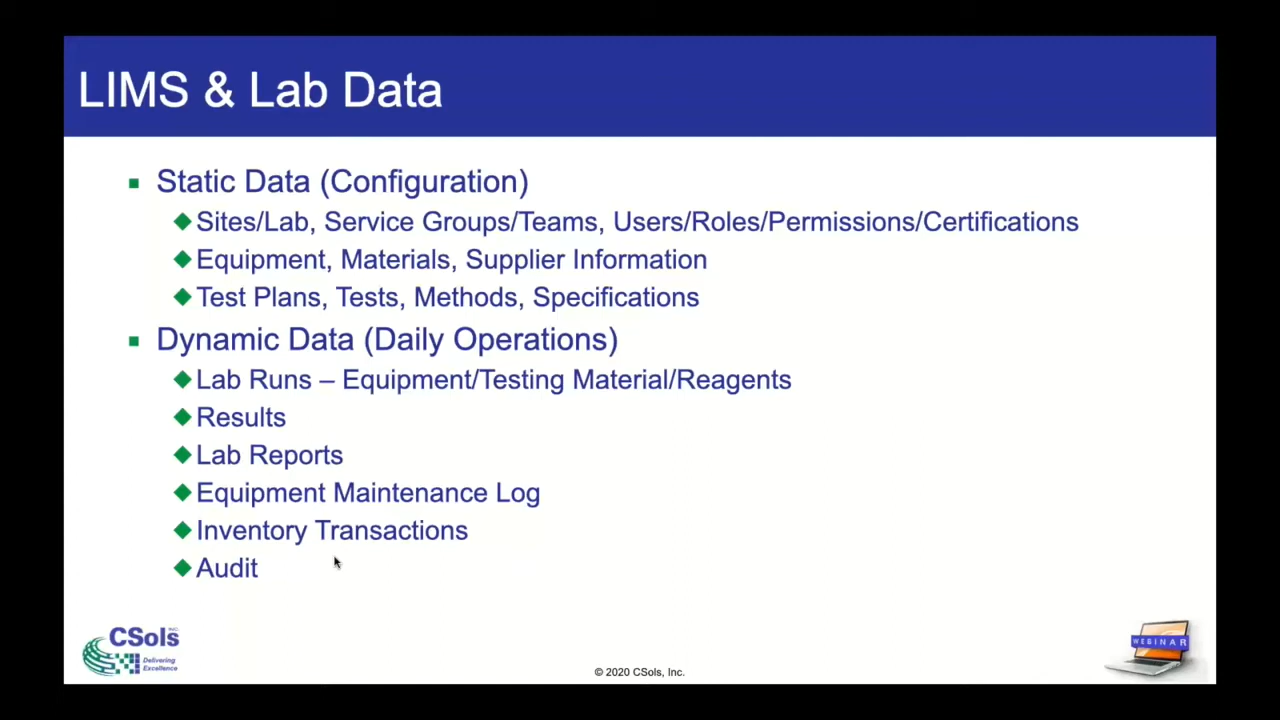 LIMS & Lab Data
Static Data (Configuration)
Sites/Lab, Service Groups/Teams, Users/Roles/Permissions/Certifications
Equipment, Materials, Supplier Information
Test Plans, Tests, Methods, Specifications
Dynamic Data (Daily Operations)
Lab Runs – Equipment/Testing Material/Reagents
Results
Lab Reports
Equipment Maintenance Log
Inventory Transactions
Audit
CSols
Delivering
Excellence
© 2020 CSols, Inc.
WEBINAR